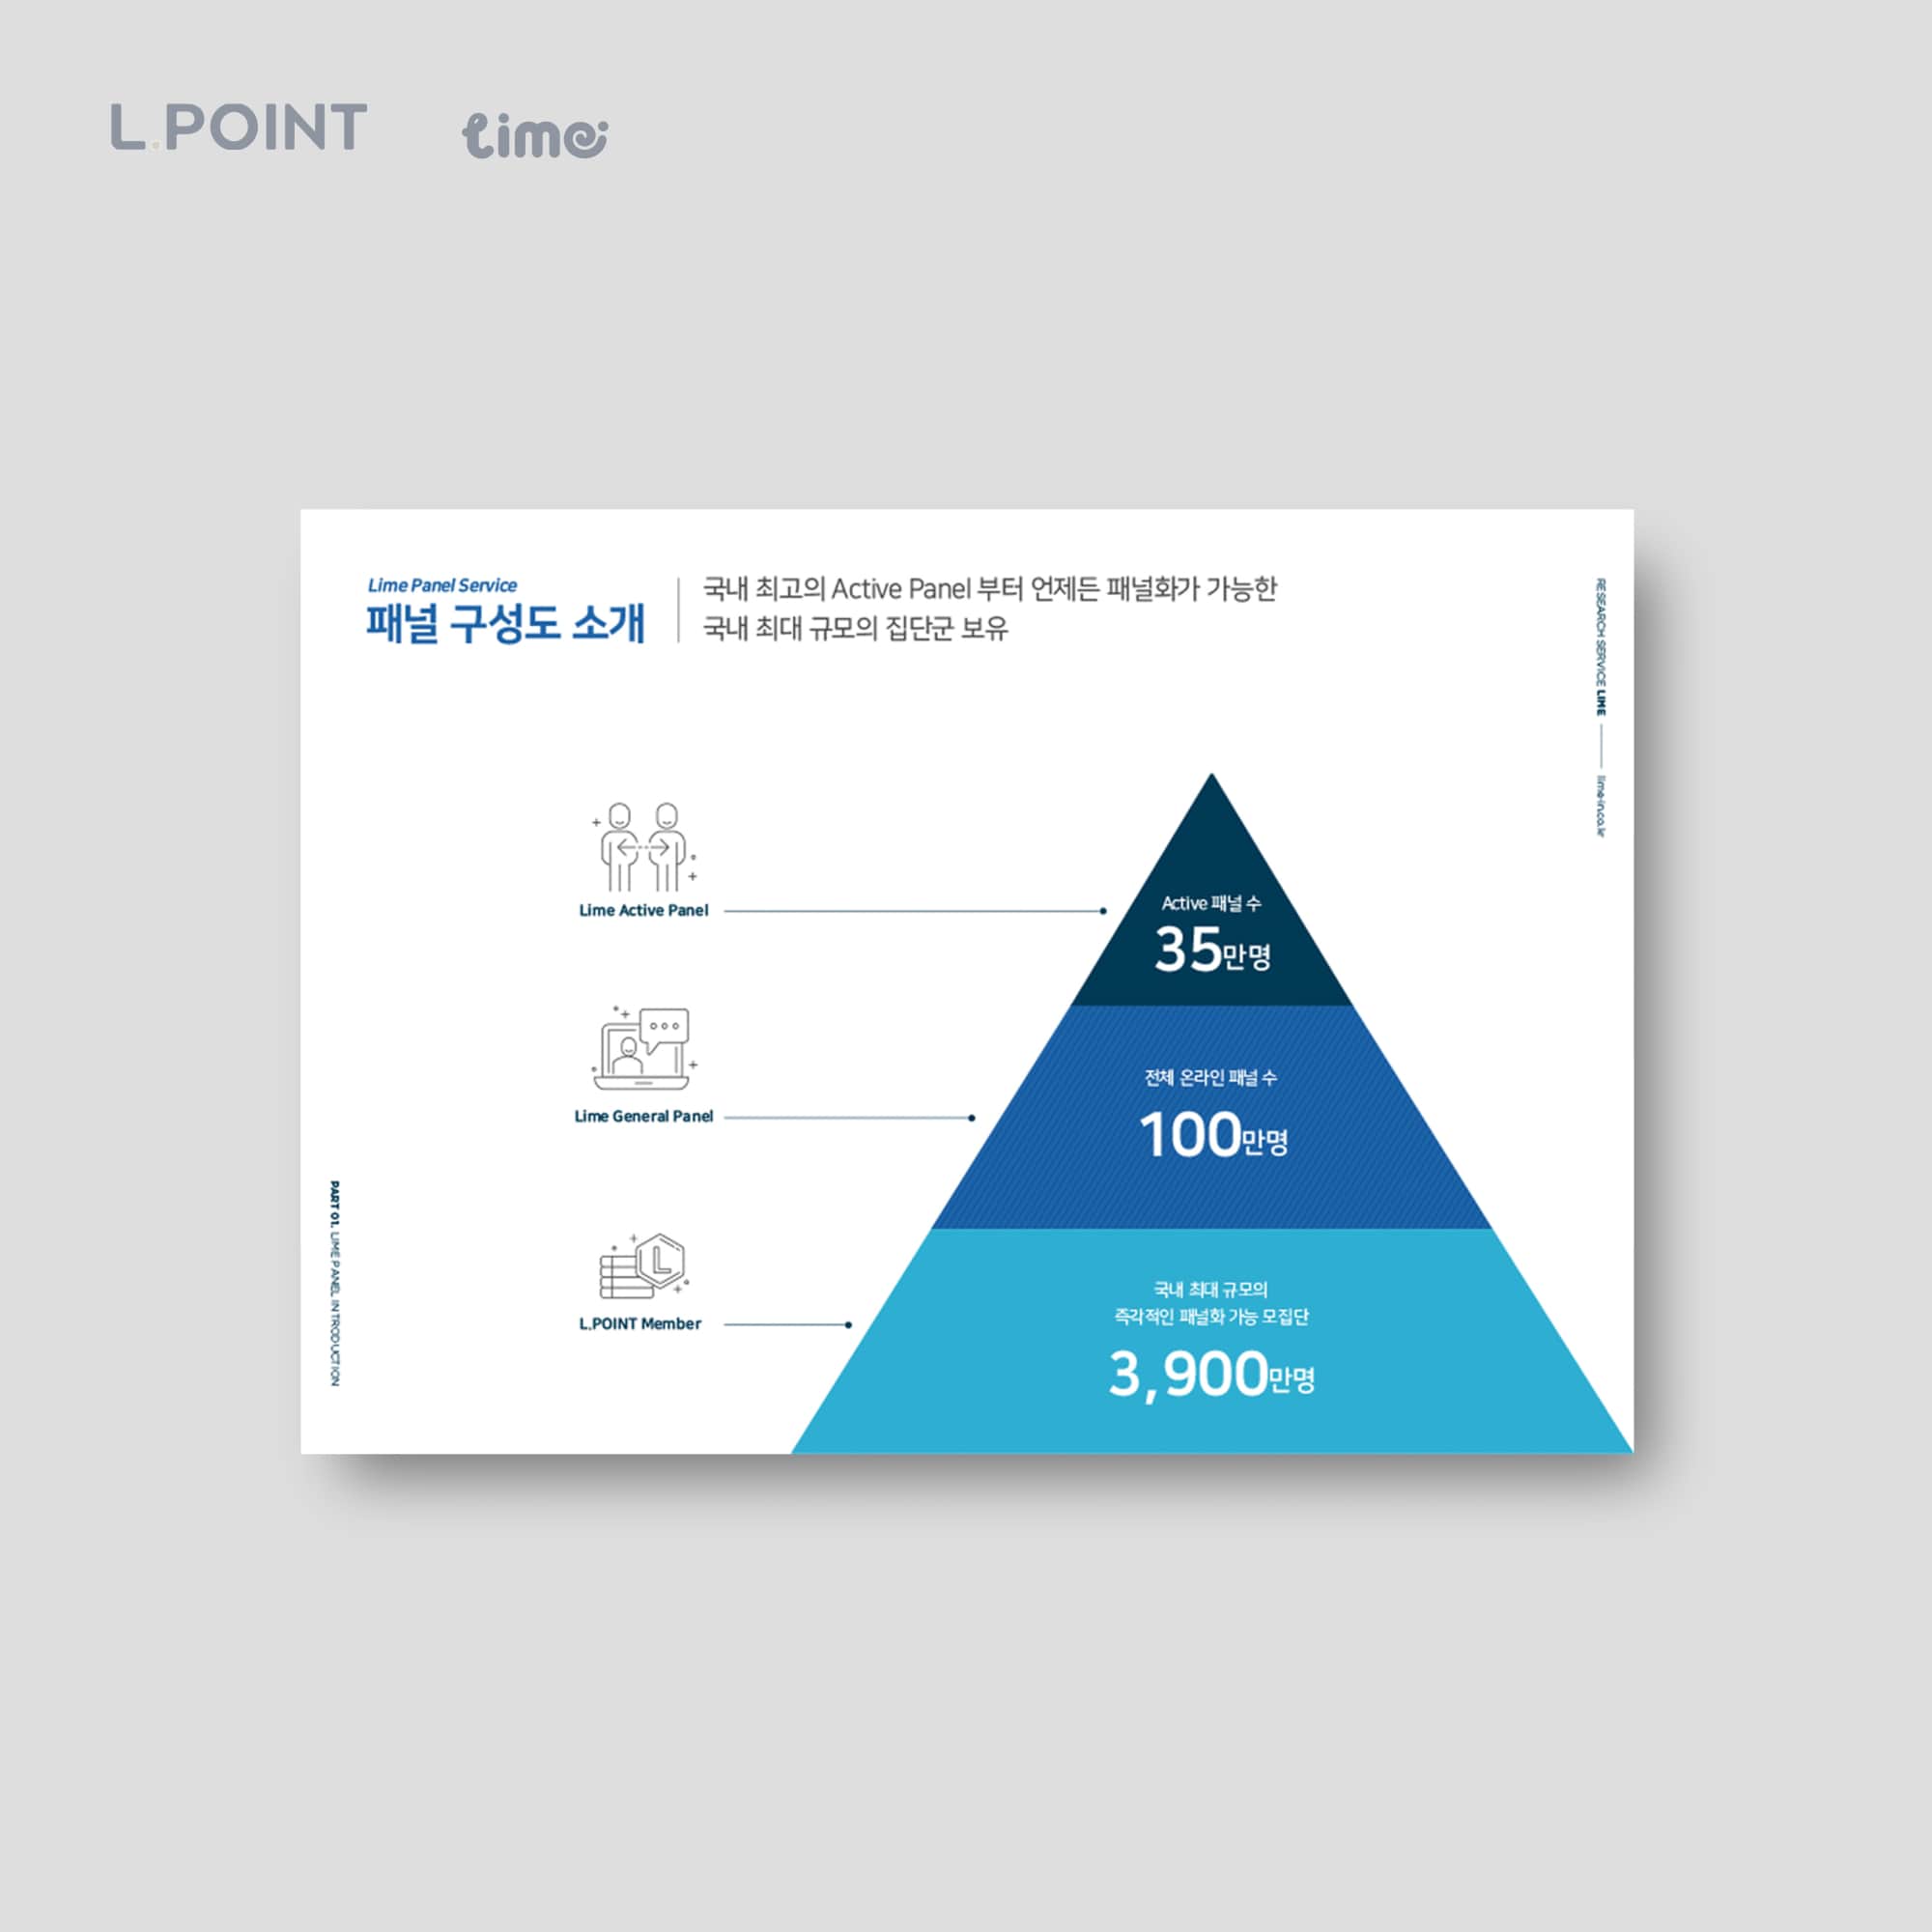 L.POINT
lime
Lime Panel Service
패널 구성도 소개
국내 최고의 Active Panel 부터 언제든 패널화가 가능한
국내 최대 규모의 집단군 보유
RESEARCH SERVICE LIME
lime-in.co.kr
Lime Active Panel
Active 패널 수
35만명
Lime General Panel
전체 온라인 패널 수
100만명
L.POINT Member
L
국내 최대 규모의
즉각적인 패널화 가능 모집단
3,900만명
PART 01. LIME PANEL INTRODUCTION